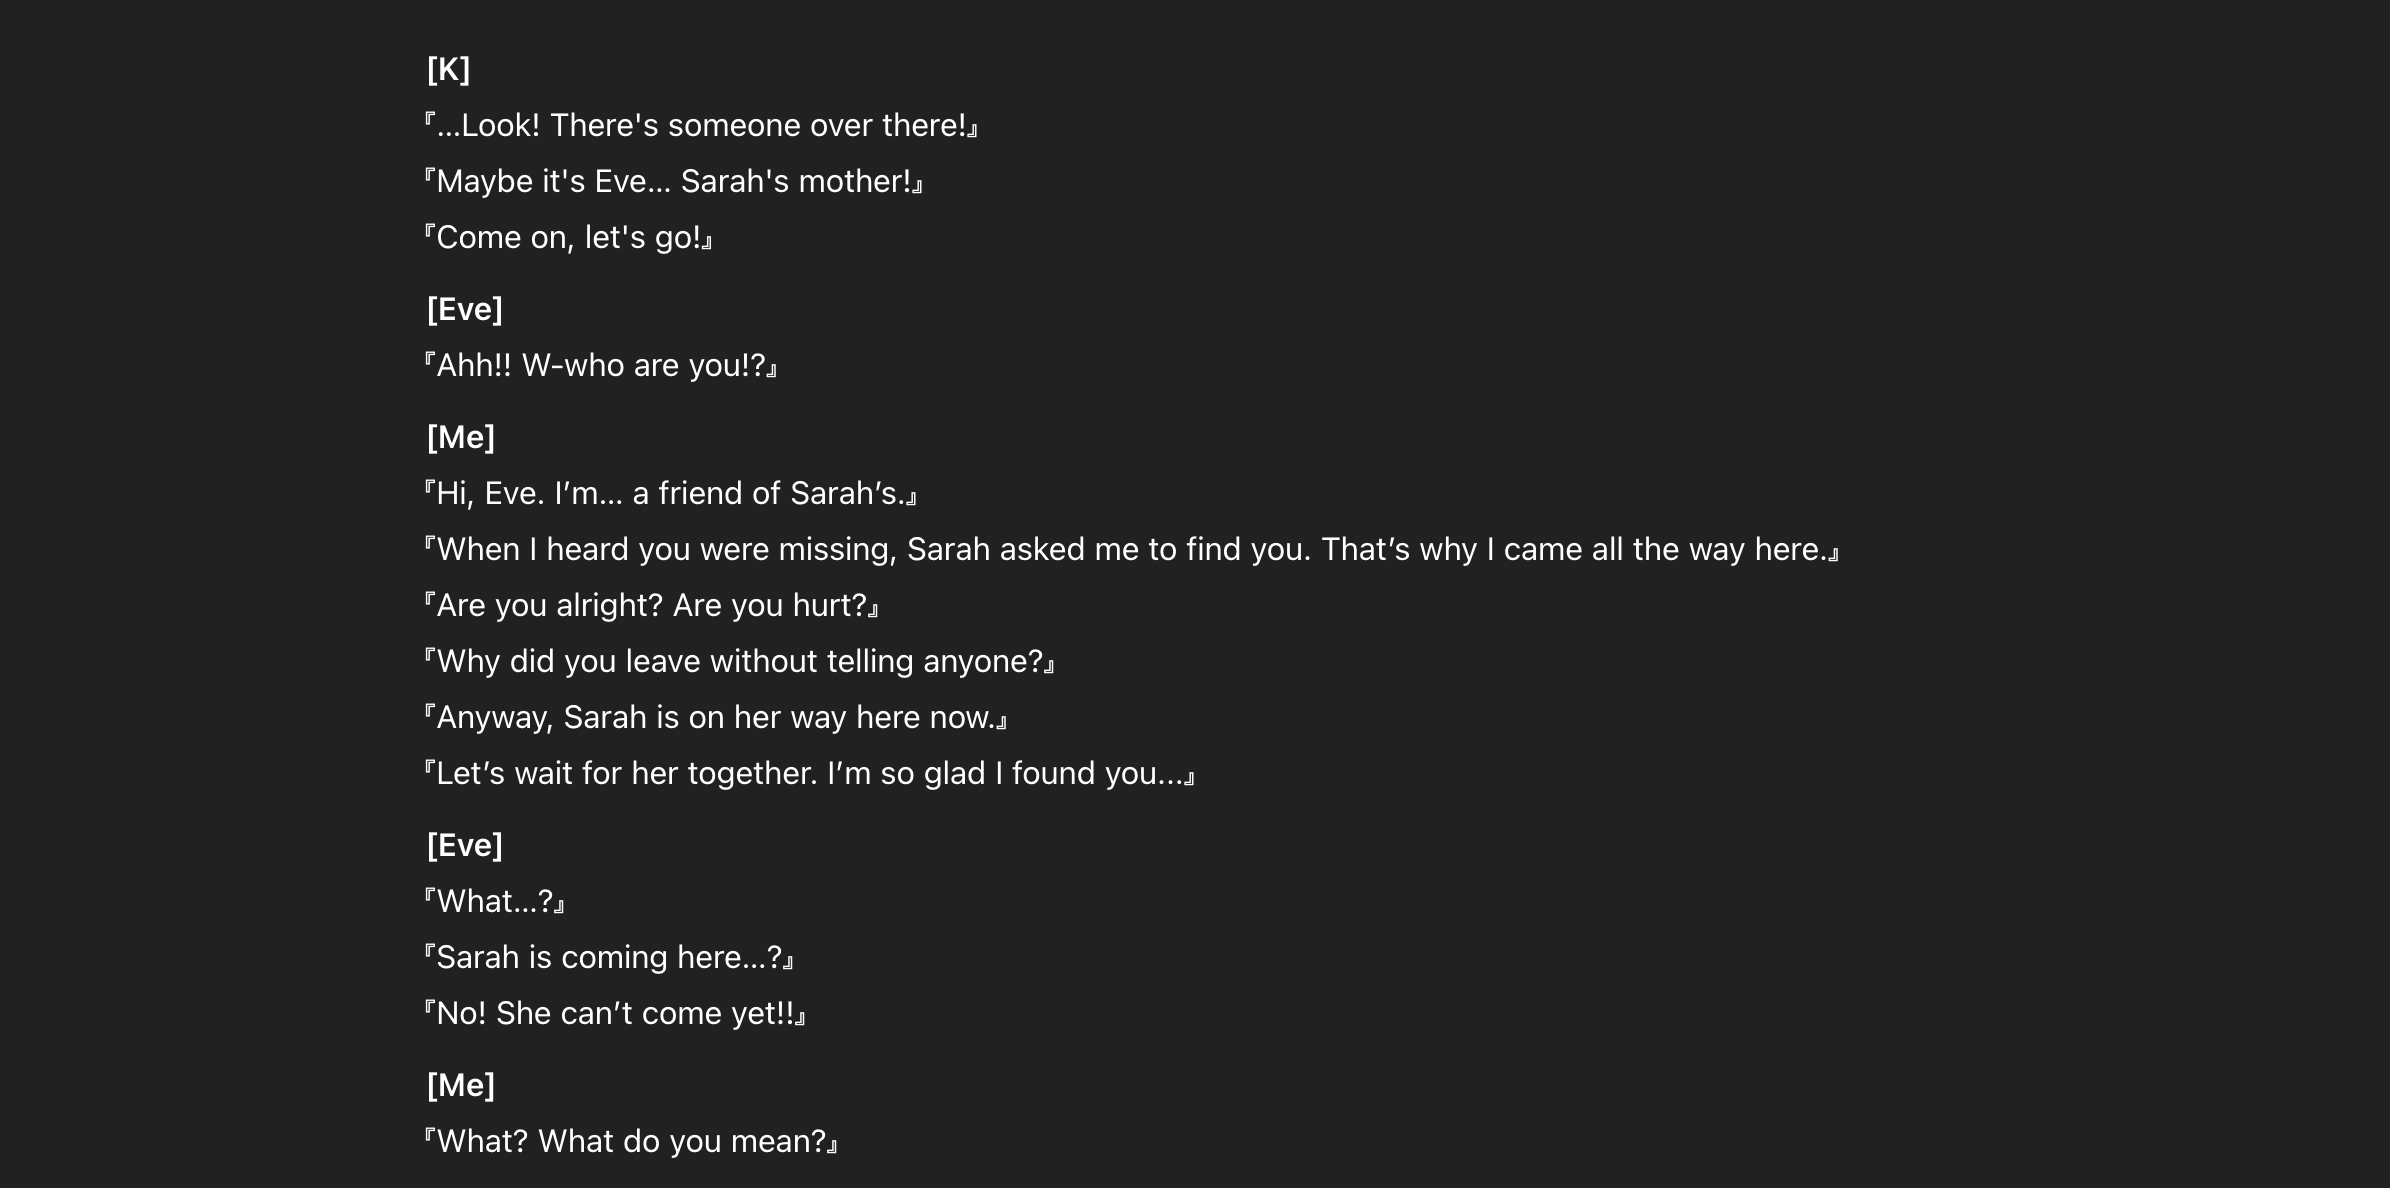 [K]
『...Look! There's someone over there!』
『Maybe it's Eve... Sarah's mother!』
『Come on, let's go!』
[Eve]
『Ahh!! W-who are you!?』
[Me]
『Hi, Eve. I’m... a friend of Sarah’s.』
『When I heard you were missing, Sarah asked me to find you. That’s why I came all the way here.』
『Are you alright? Are you hurt?』
『Why did you leave without telling anyone?』
『Anyway, Sarah is on her way here now.』
『Let’s wait for her together. I’m so glad I found you...』
[Eve]
『What...?』
『Sarah is coming here...?』
『No! She can’t come yet!!』
[Me]
『What? What do you mean?』